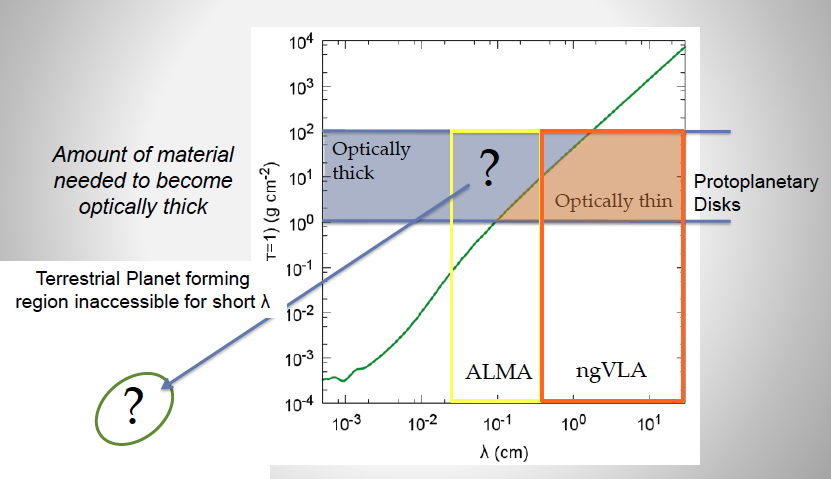 Amount of material
needed to become
optically thick
Terrestrial Planet forming
region inaccessible for short λ
?
τ=1) (g cm⁻²)
10⁴
10³
10²
10¹
10⁰
10⁻¹
10⁻²
10⁻³
10⁻⁴
Optically
thick
?
Optically thin
Protoplanetary
Disks
ALMA
ngVLA
10⁻³ 10⁻² 10⁻¹ 10⁰ 10¹
λ (cm)